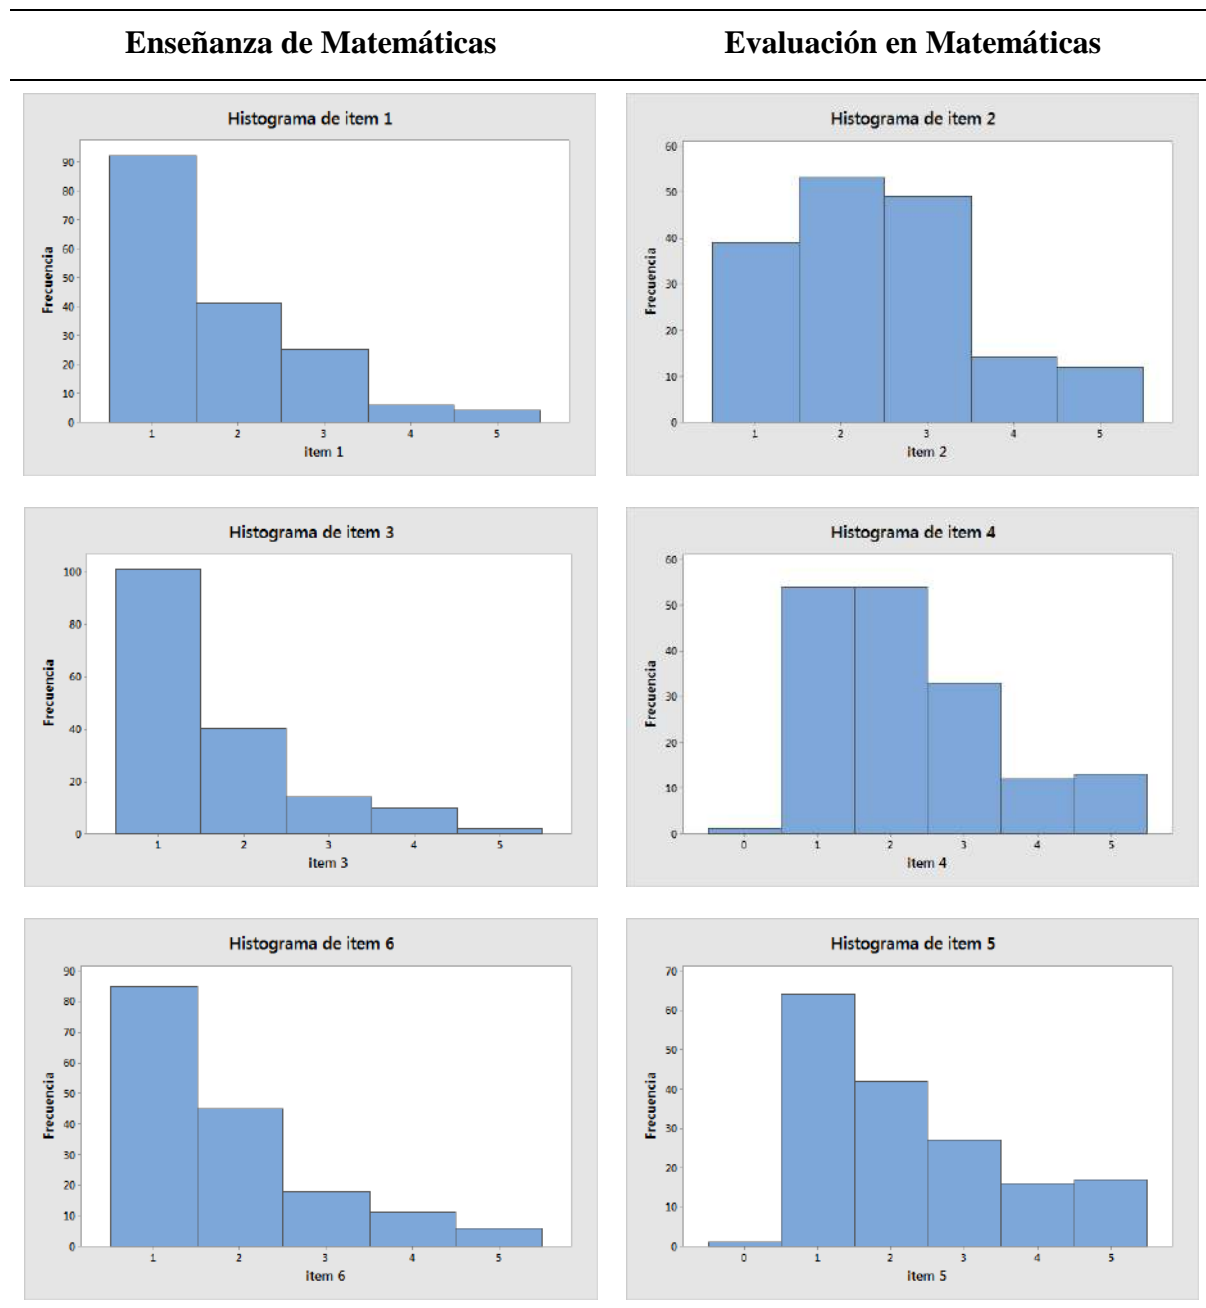 Enseñanza de Matemáticas
Evaluación en Matemáticas
Histograma de item 1
Frecuencia
90
80
70
60
50
40
30
20
10
0
1 2 3 4 5
item 1
Histograma de item 2
Frecuencia
60
50
40
30
20
10
0
1 2 3 4 5
item 2
Histograma de item 3
Frecuencia
100
80
60
40
20
0
1 2 3 4 5
item 3
Histograma de item 4
Frecuencia
60
50
40
30
20
10
0
0 1 2 3 4 5
item 4
Histograma de item 6
Frecuencia
90
80
70
60
50
40
30
20
10
0
1 2 3 4 5
item 6
Histograma de item 5
Frecuencia
70
60
50
40
30
20
10
0
0 1 2 3 4 5
item 5